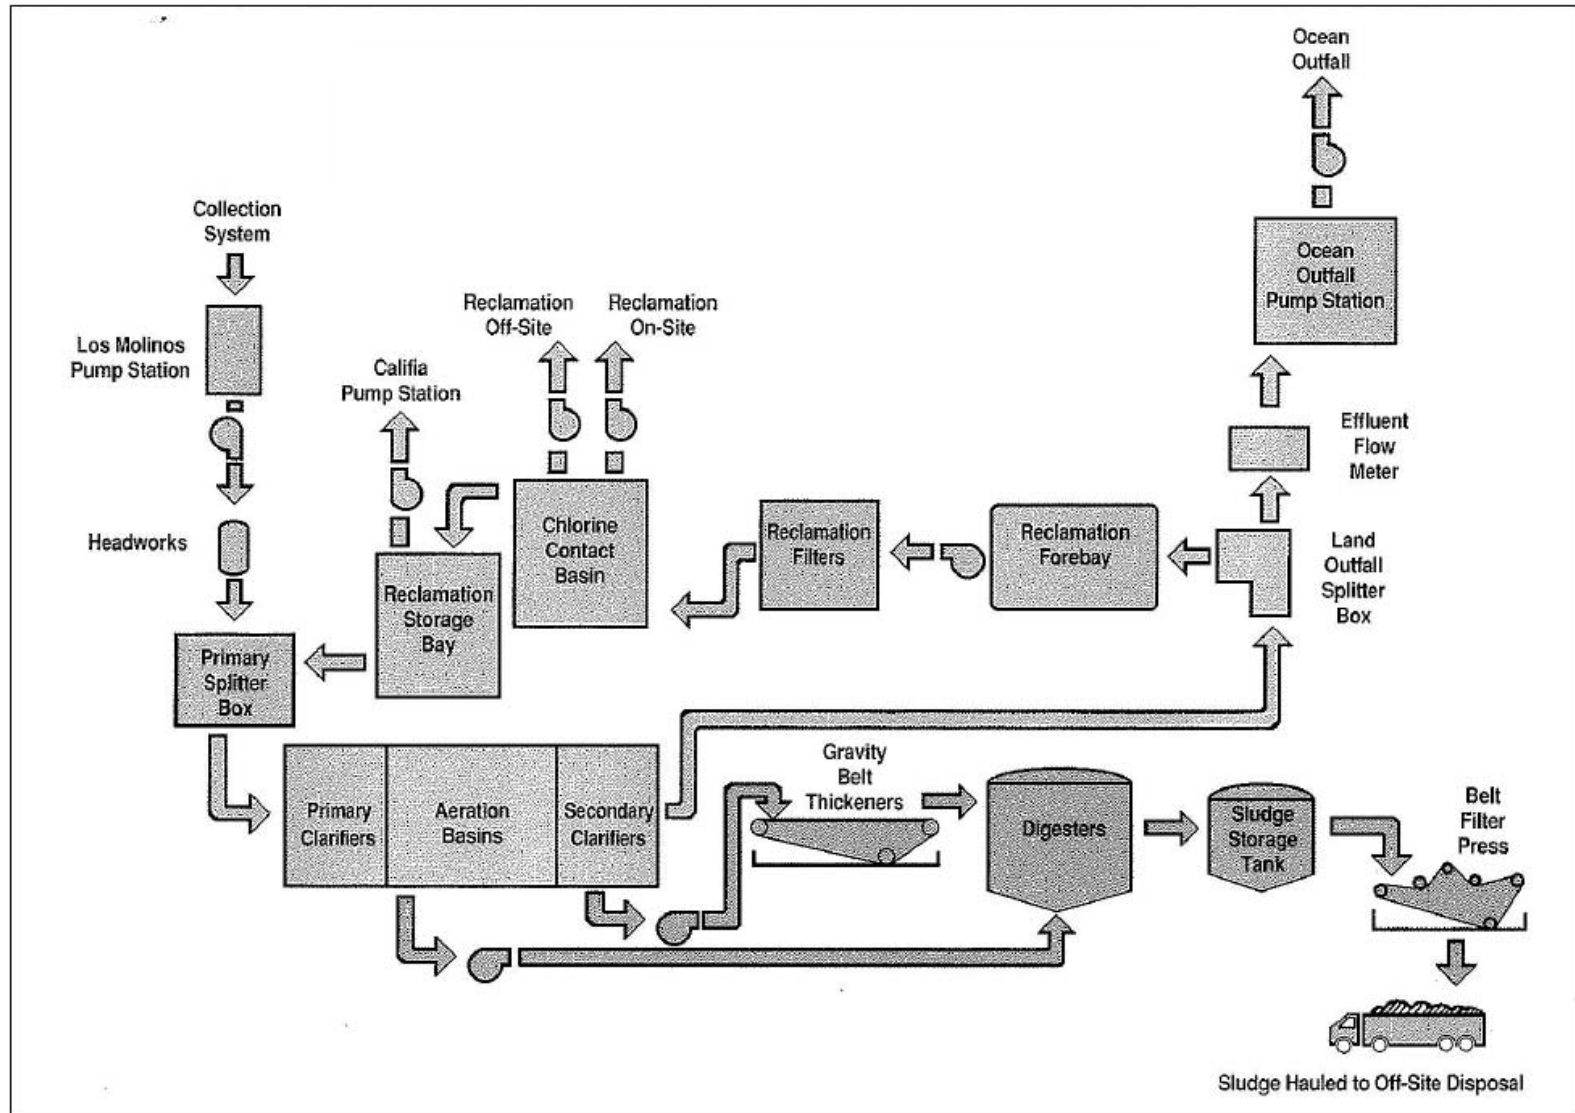 Ocean
Outfall
Collection
System
Ocean
Outfall
Pump Station
Reclamation
Off-Site
Reclamation
On-Site
Los Molinos
Pump Station
Califia
Pump Station
Effluent
Flow
Meter
Headworks
Chlorine
Contact
Basin
Reclamation
Filters
Reclamation
Forebay
Land
Outfall
Splitter
Box
Reclamation
Storage
Bay
Primary
Splitter
Box
Primary
Clarifiers
Aeration
Basins
Secondary
Clarifiers
Gravity
Belt
Thickeners
Digesters
Sludge
Storage
Tank
Belt
Filter
Press
Sludge Hauled to Off-Site Disposal